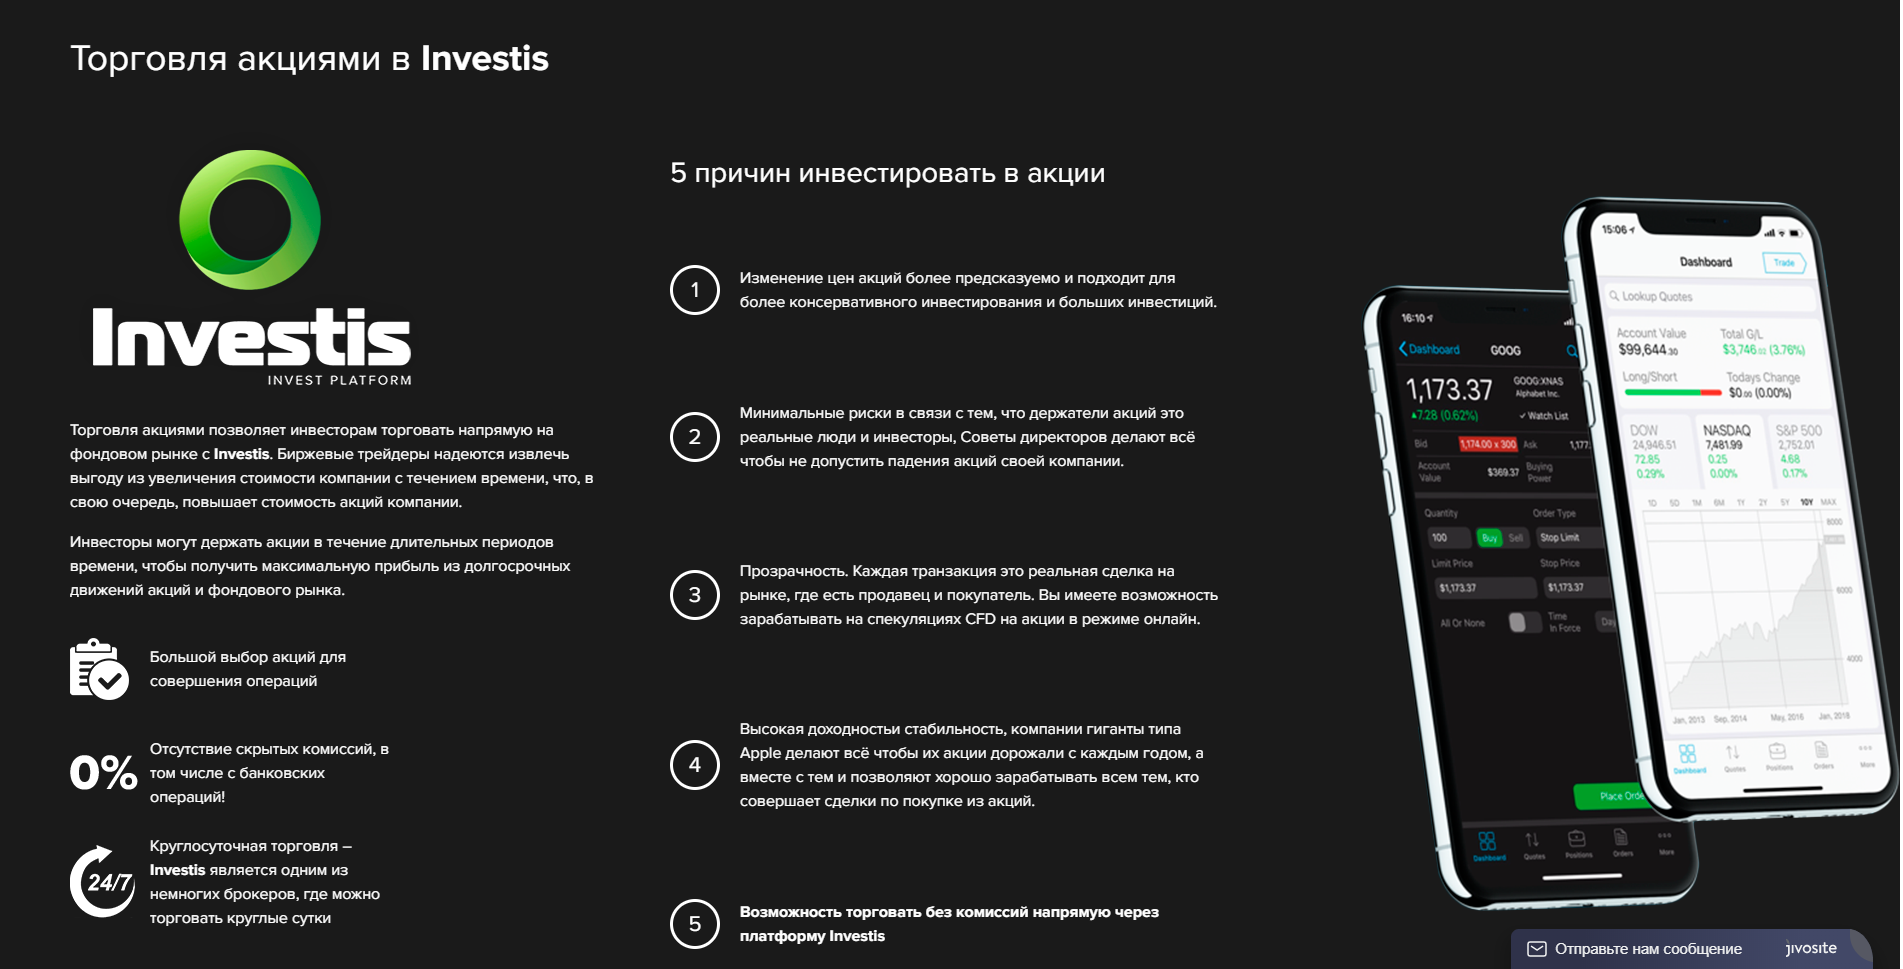 Торговля акциями в Investis
Investis
INVEST PLATFORM
Торговля акциями позволяет инвесторам торговать напрямую на
фондовом рынке с Investis. Биржевые трейдеры надеются извлечь
выгоду из увеличения стоимости компании с течением времени, что, в
свою очередь, повышает стоимость акций компании.
Инвесторы могут держать акции в течение длительных периодов
времени, чтобы получить максимальную прибыль из долгосрочных
движений акций и фондового рынка.
Большой выбор акций для
совершения операций
0%
Отсутствие скрытых комиссий, в
том числе с банковских
операций!
24/7
Круглосуточная торговля –
Investis является одним из
немногих брокеров, где можно
торговать круглые сутки
5 причин инвестировать в акции
1
Изменение цен акций более предсказуемо и подходит для
более консервативного инвестирования и больших инвестиций.
2
Минимальные риски в связи с тем, что держатели акций это
реальные люди и инвесторы, Советы директоров делают всё
чтобы не допустить падения акций своей компании.
3
Прозрачность. Каждая транзакция это реальная сделка на
рынке, где есть продавец и покупатель. Вы имеете возможность
зарабатывать на спекуляциях CFD на акции в режиме онлайн.
4
Высокая доходностьи стабильность, компании гиганты типа
Apple делают всё чтобы их акции дорожали с каждым годом, а
вместе с тем и позволяют хорошо зарабатывать всем тем, кто
совершает сделки по покупке из акций.
5
Возможность торговать без комиссий напрямую через
платформу Investis
16:10
Dashboard GOOG
1,173.37 GOOG:XNAS
Alphabet Inc.
7.28 (0.62%) Watch List
Bid 1,174.00 x 300 Ask 1,177
Account Value $369.37 Buying Power
Quantity Order Type
100 Buy Sell Stop Limit
Limit Price Stop Price
$1,173.37 $1,173.37
All Or None Time In Force Day
Place Orde
Dashboard Quotes Positions Orders More
15:06
Dashboard Trade
Lookup Quotes
Account Value Total G/L
$99,644.30 $3,746.02 (3.76%)
Long/Short Todays Change
$0.00 (0.00%)
DOW NASDAQ S&P 500
24,946.51 7,481.99 2,752.01
72.85 0.25 4.68
0.29% 0.00% 0.17%
1D 5D 1M 6M 1Y 2Y 5Y 10Y MAX
8000
6000
4000
Jan, 2013 Sep, 2014 May, 2016 Jan, 2018
Dashboard Quotes Positions Orders More
Отправьте нам сообщение jivosite